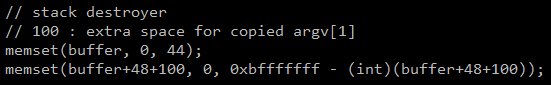 // stack destroyer
// 100 : extra space for copied argv[1]
memset(buffer, 0, 44);
memset(buffer+48+100, 0, 0xbfffffff - (int)(buffer+48+100));